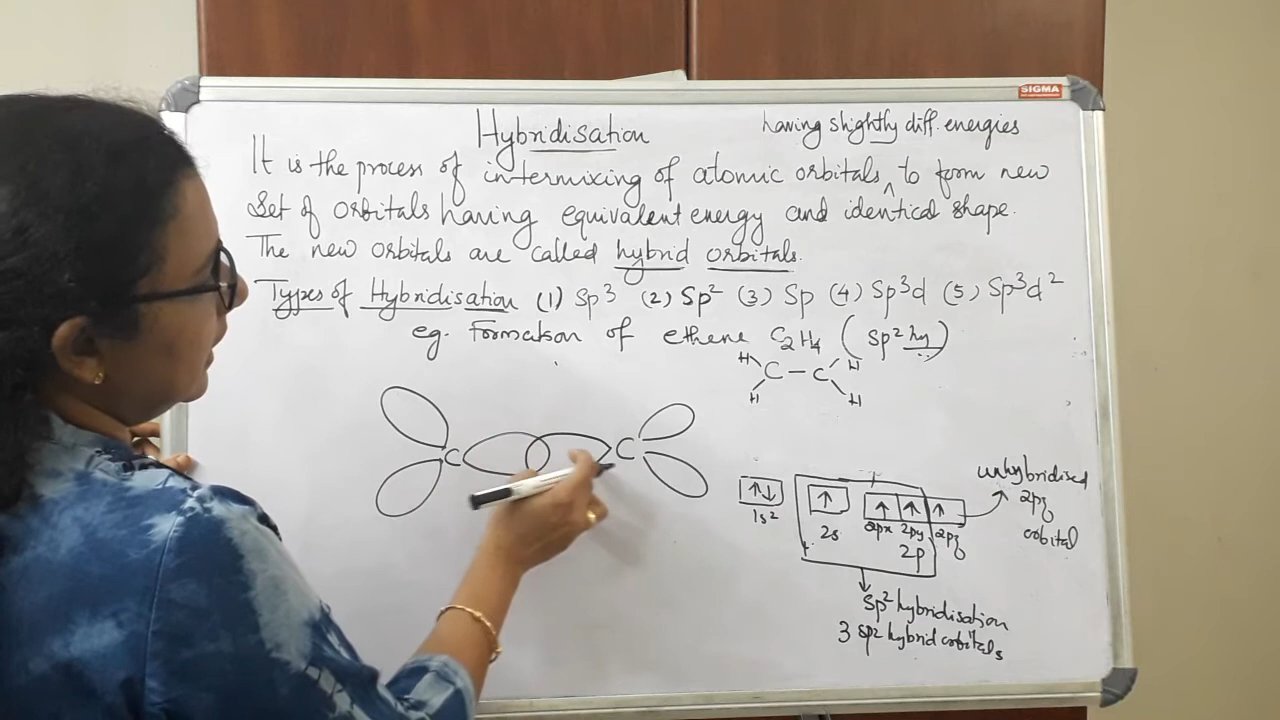 SIGMA
Hybridisation
having slightly diff. energies
It is the process of intermixing of atomic orbitals ^ to form new
set of orbitals having equivalent energy and identical shape.
The new orbitals are called hybrid orbitals.
Types of Hybridisation (1) Sp³ (2) Sp² (3) Sp (4) Sp³d (5) Sp³d²
eg. Formation of ethene C₂H₄ (Sp² hy)
H H
C – C
H H
C C
↑↓ ↑ ↑ ↑ ↑
1s² 2s 2px 2py 2pz
2p
unhybridised
2pz
orbital
Sp² hybridisation
3 sp2 hybrid orbitals